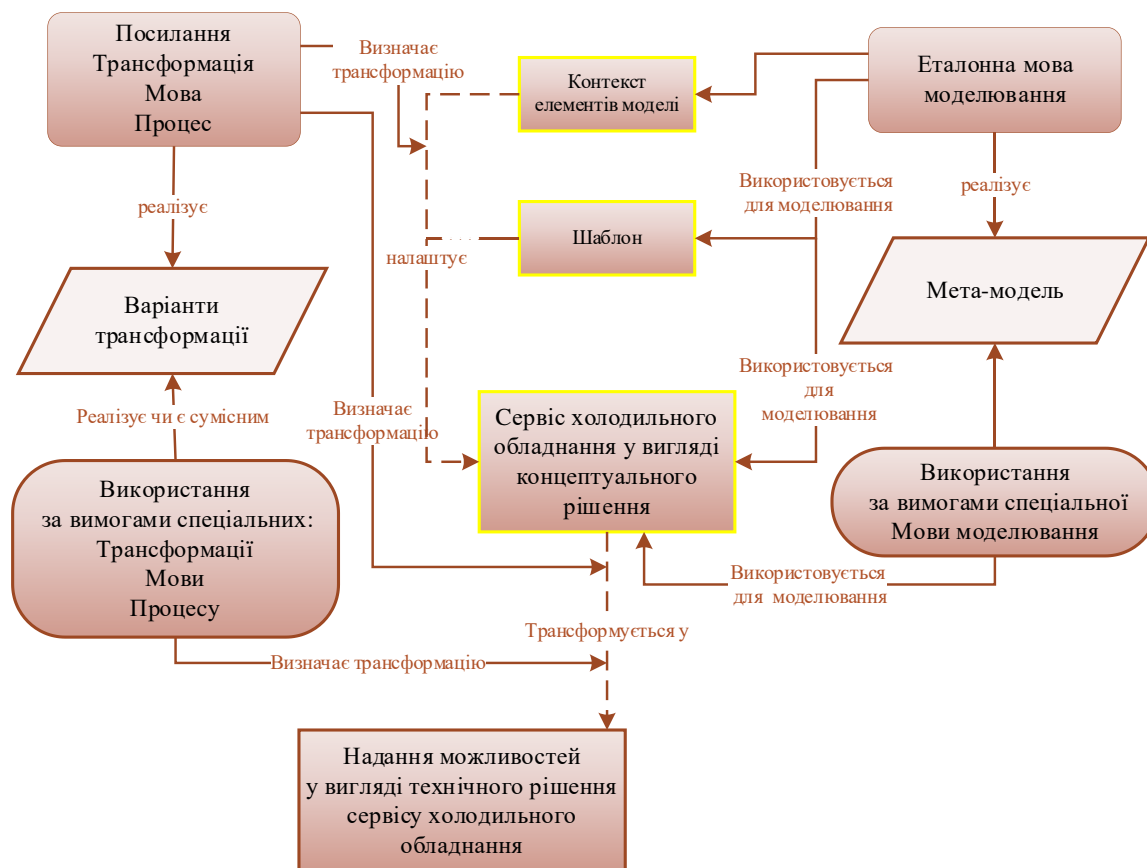 Посилання
Трансформація
Мова
Процес
Визначає
трансформацію
Контекст
елементів моделі
Еталонна мова
моделювання
реалізує
Використовується
для моделювання
реалізує
Шаблон
налаштує
Варіанти
трансформації
Мета-модель
Використовується
для
моделювання
Реалізує чи є сумісним
Визначає
трансформацію
Сервіс холодильного
обладнання у вигляді
концептуального
рішення
Використання
за вимогами спеціальних:
Трансформації
Мови
Процесу
Використання
за вимогами спеціальної
Мови моделювання
Використовується
для моделювання
Трансформується у
Визначає трансформацію
Надання можливостей
у вигляді технічного рішення
сервісу холодильного
обладнання